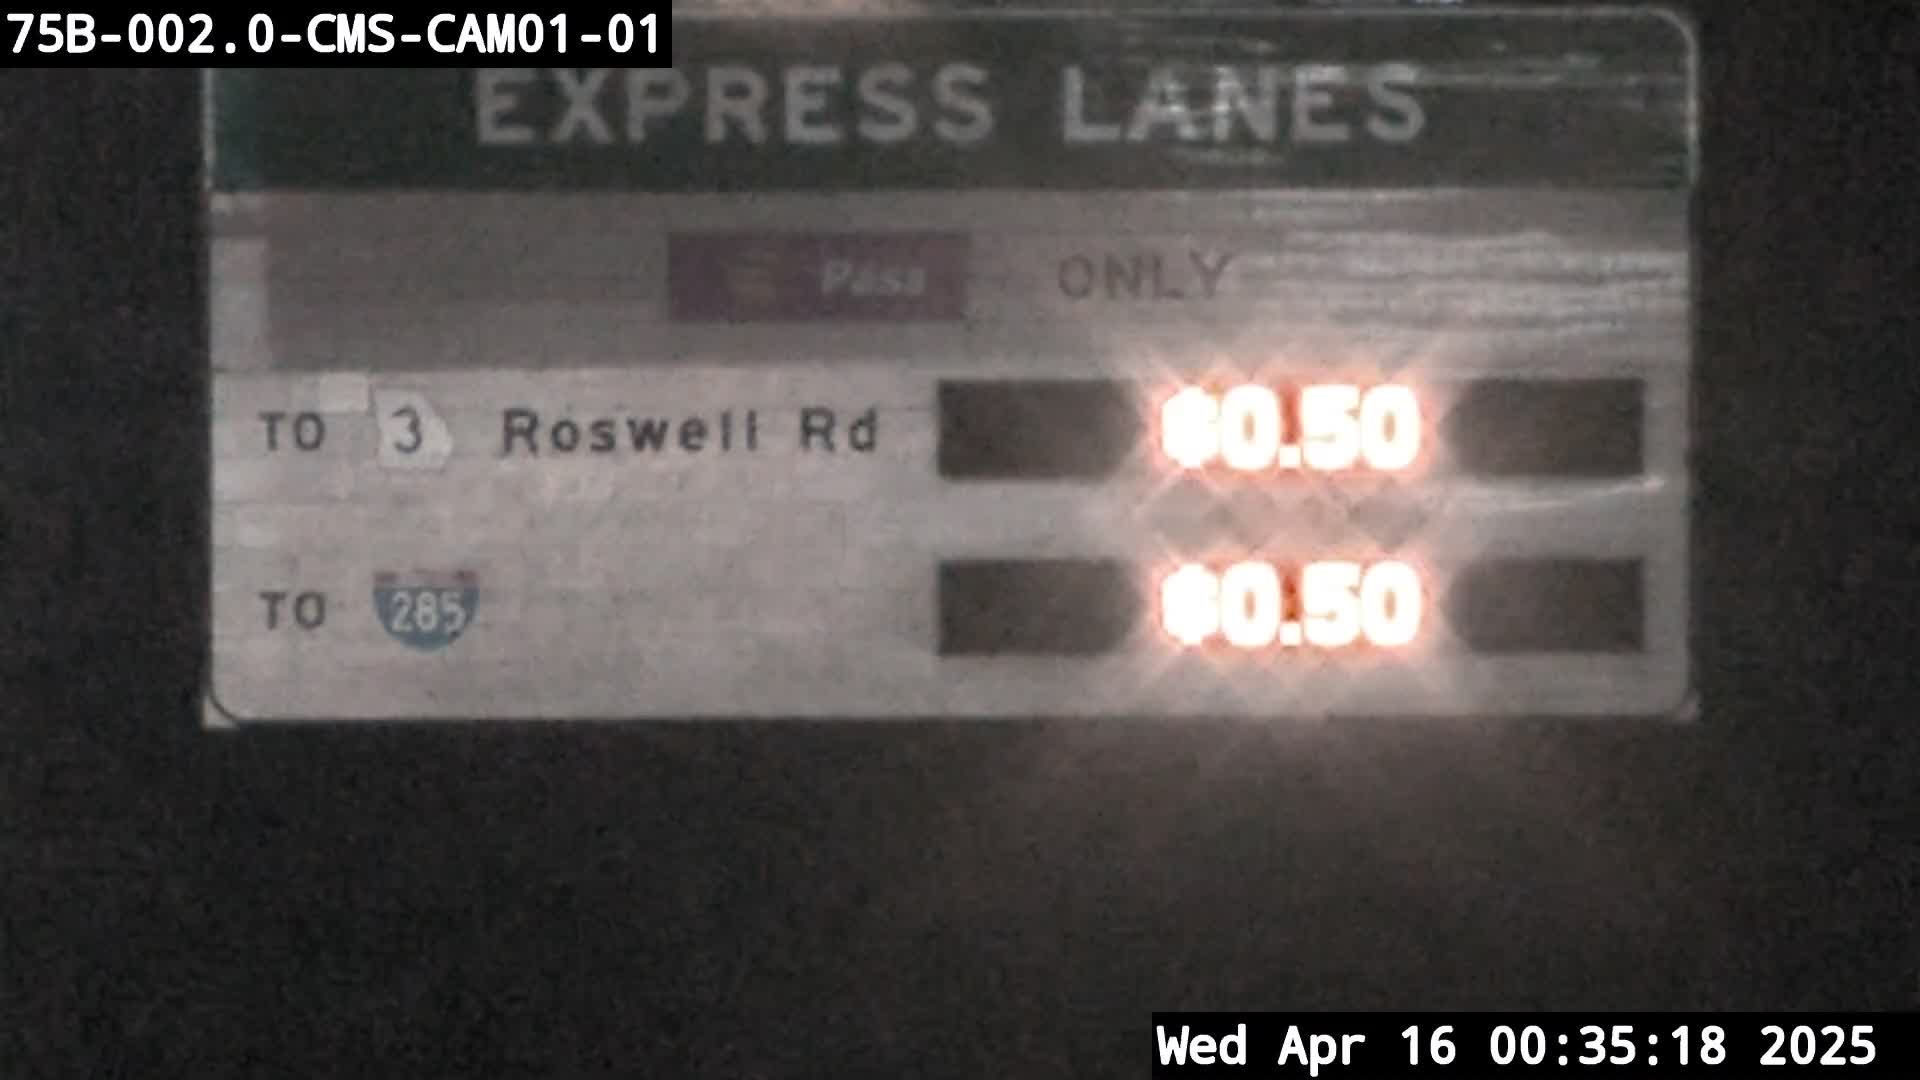 75B-002.0-CMS-CAM01-01
EXPRESS LANES
Pass ONLY
TO 3 Roswell Rd $0.50
TO 285 $0.50
Wed Apr 16 00:35:18 2025